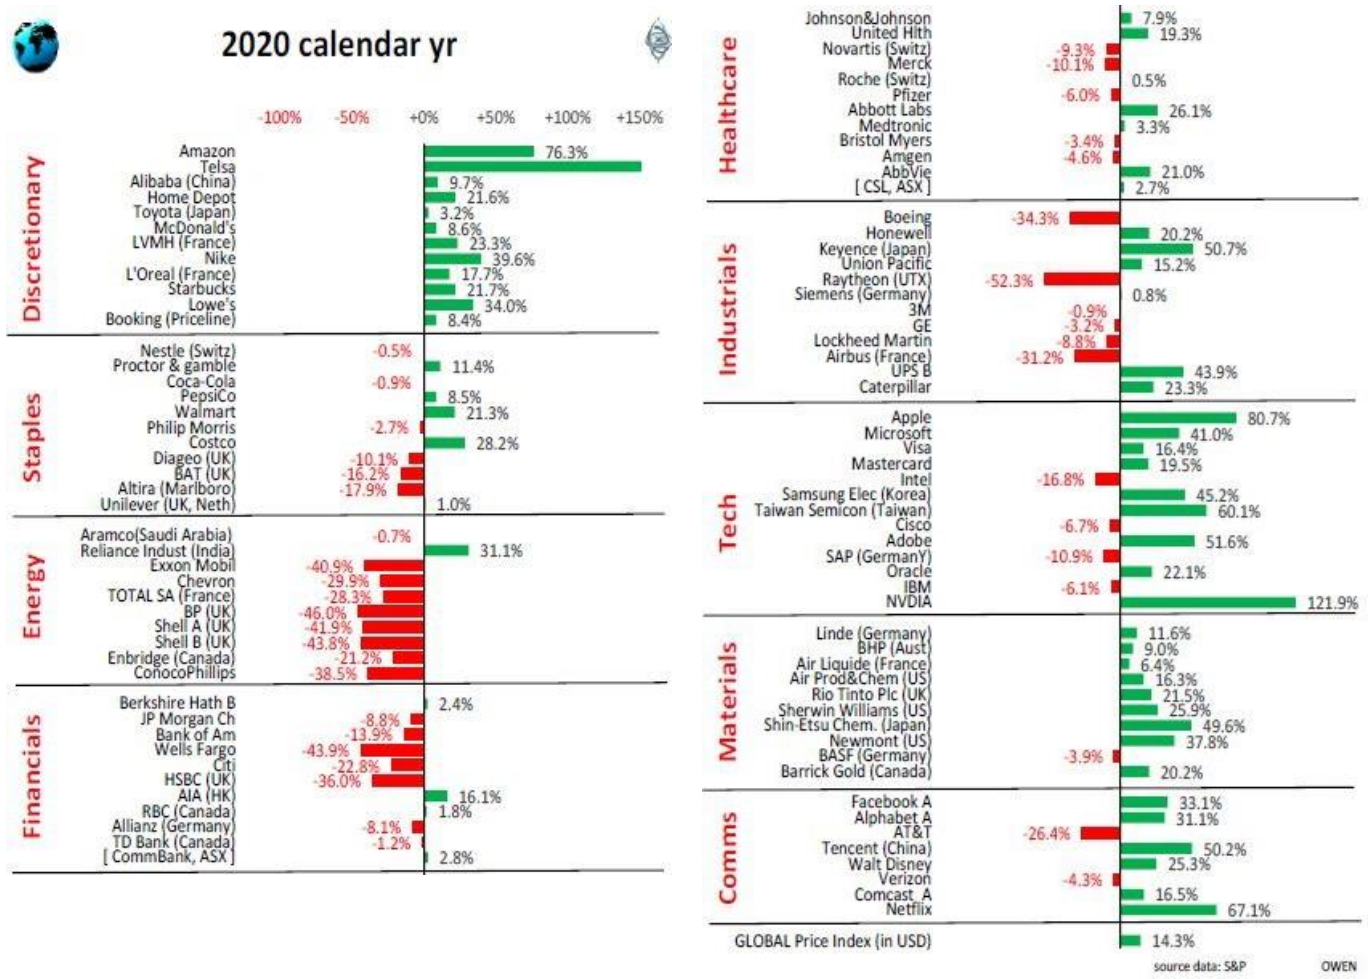 2020 calendar yr
-100% -50% +0% +50% +100% +150%
Discretionary
Amazon 76.3%
Telsa
Alibaba (China) 9.7%
Home Depot 21.6%
Toyota (Japan) 3.2%
McDonald's 8.6%
LVMH (France) 23.3%
Nike 39.6%
L'Oreal (France) 17.7%
Starbucks 21.7%
Lowe's 34.0%
Booking (Priceline) 8.4%
Staples
Nestle (Switz) -0.5%
Proctor & gamble 11.4%
Coca-Cola -0.9%
PepsiCo 8.5%
Walmart 21.3%
Philip Morris -2.7%
Costco 28.2%
Diageo (UK) -10.1%
BAT (UK) -16.2%
Altira (Marlboro) -17.9%
Unilever (UK, Neth) 1.0%
Energy
Aramco(Saudi Arabia) -0.7%
Reliance Indust (India) 31.1%
Exxon Mobil -40.9%
Chevron -29.9%
TOTAL SA (France) -28.3%
BP (UK) -46.0%
Shell A (UK) -41.9%
Shell B (UK) -43.8%
Enbridge (Canada) -21.2%
ConocoPhillips -38.5%
Financials
Berkshire Hath B 2.4%
JP Morgan Ch -8.8%
Bank of Am -13.9%
Wells Fargo -43.9%
Citi -22.8%
HSBC (UK) -36.0%
AIA (HK) 16.1%
RBC (Canada) 1.8%
Allianz (Germany) -8.1%
TD Bank (Canada) -1.2%
[ CommBank, ASX ] 2.8%
Healthcare
Johnson&Johnson 7.9%
United Hlth 19.3%
Novartis (Switz) -9.3%
Merck -10.1%
Roche (Switz) 0.5%
Pfizer -6.0%
Abbott Labs 26.1%
Medtronic 3.3%
Bristol Myers -3.4%
Amgen -4.6%
AbbVie 21.0%
[ CSL, ASX ] 2.7%
Industrials
Boeing -34.3%
Honewell 20.2%
Keyence (Japan) 50.7%
Union Pacific 15.2%
Raytheon (UTX) -52.3%
Siemens (Germany) 0.8%
3M -0.9%
GE -3.2%
Lockheed Martin -8.8%
Airbus (France) -31.2%
UPS B 43.9%
Caterpillar 23.3%
Tech
Apple 80.7%
Microsoft 41.0%
Visa 16.4%
Mastercard 19.5%
Intel -16.8%
Samsung Elec (Korea) 45.2%
Taiwan Semicon (Taiwan) 60.1%
Cisco -6.7%
Adobe 51.6%
SAP (GermanY) -10.9%
Oracle 22.1%
IBM -6.1%
NVDIA 121.9%
Materials
Linde (Germany) 11.6%
BHP (Aust) 9.0%
Air Liquide (France) 6.4%
Air Prod&Chem (US) 16.3%
Rio Tinto Plc (UK) 21.5%
Sherwin Williams (US) 25.9%
Shin-Etsu Chem. (Japan) 49.6%
Newmont (US) 37.8%
BASF (Germany) -3.9%
Barrick Gold (Canada) 20.2%
Comms
Facebook A 33.1%
Alphabet A 31.1%
AT&T -26.4%
Tencent (China) 50.2%
Walt Disney 25.3%
Verizon -4.3%
Comcast A 16.5%
Netflix 67.1%
GLOBAL Price Index (in USD) 14.3%
source data: S&P OWEN